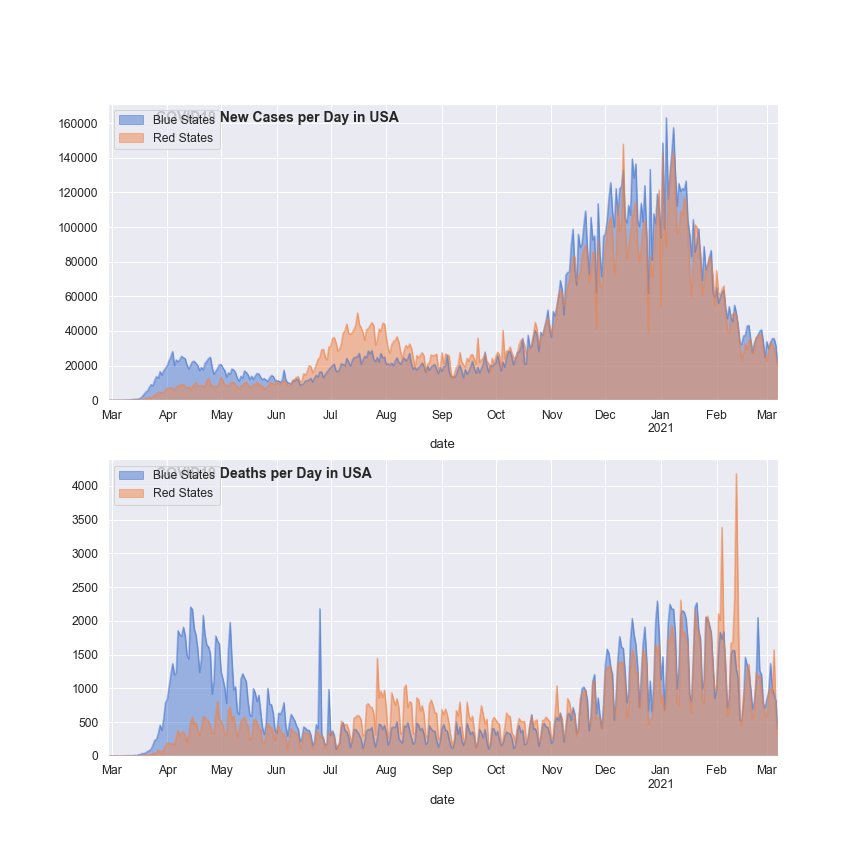 COVID19 New Cases per Day in USA
Blue States
Red States
160000
140000
120000
100000
80000
60000
40000
20000
0
Mar Apr May Jun Jul Aug Sep Oct Nov Dec Jan Feb Mar
2021
date
COVID19 Deaths per Day in USA
Blue States
Red States
4000
3500
3000
2500
2000
1500
1000
500
0
Mar Apr May Jun Jul Aug Sep Oct Nov Dec Jan Feb Mar
2021
date